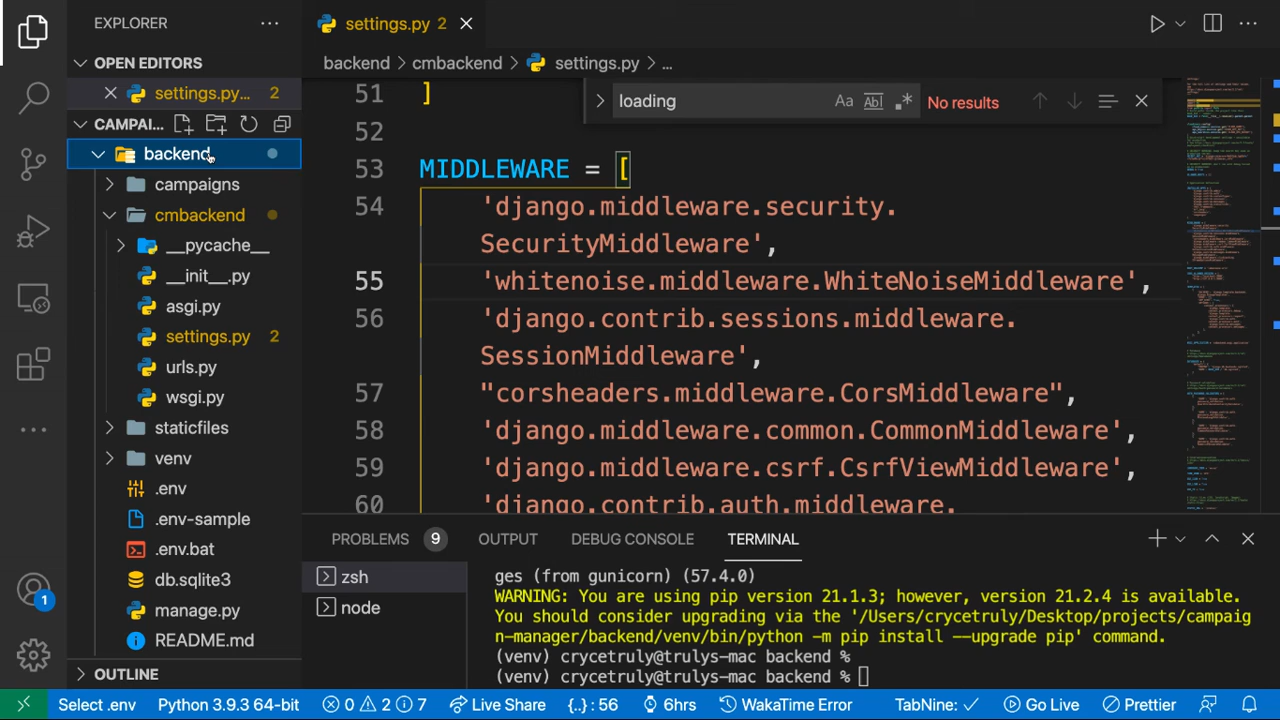 EXPLORER
settings.py 2
OPEN EDITORS
settings.py... 2
CAMPAI...
backend
campaigns
cmbackend
__pycache__
__init__.py
asgi.py
settings.py 2
urls.py
wsgi.py
staticfiles
venv
.env
.env-sample
.env.bat
db.sqlite3
manage.py
README.md
OUTLINE
backend > cmbackend > settings.py > ...
loading Aa Ab No results
51 ]
52
53 MIDDLEWARE = [
54 'django.middleware.security.
SecurityMiddleware',
55 'whitenoise.middleware.WhiteNoiseMiddleware',
56 'django.contrib.sessions.middleware.
SessionMiddleware',
57 "corsheaders.middleware.CorsMiddleware",
58 'django.middleware.common.CommonMiddleware',
59 'django.middleware.csrf.CsrfViewMiddleware',
60 'django.contrib.auth.middleware.
PROBLEMS 9 OUTPUT DEBUG CONSOLE TERMINAL
zsh
node
ges (from gunicorn) (57.4.0)
WARNING: You are using pip version 21.1.3; however, version 21.2.4 is available.
You should consider upgrading via the '/Users/crycetruly/Desktop/projects/campaig
n-manager/backend/venv/bin/python -m pip install --upgrade pip' command.
(venv) crycetruly@trulys-mac backend %
(venv) crycetruly@trulys-mac backend %
1
Select .env Python 3.9.3 64-bit 0 2 7 Live Share {..} : 56 6hrs WakaTime Error TabNine: ✓ Go Live Prettier